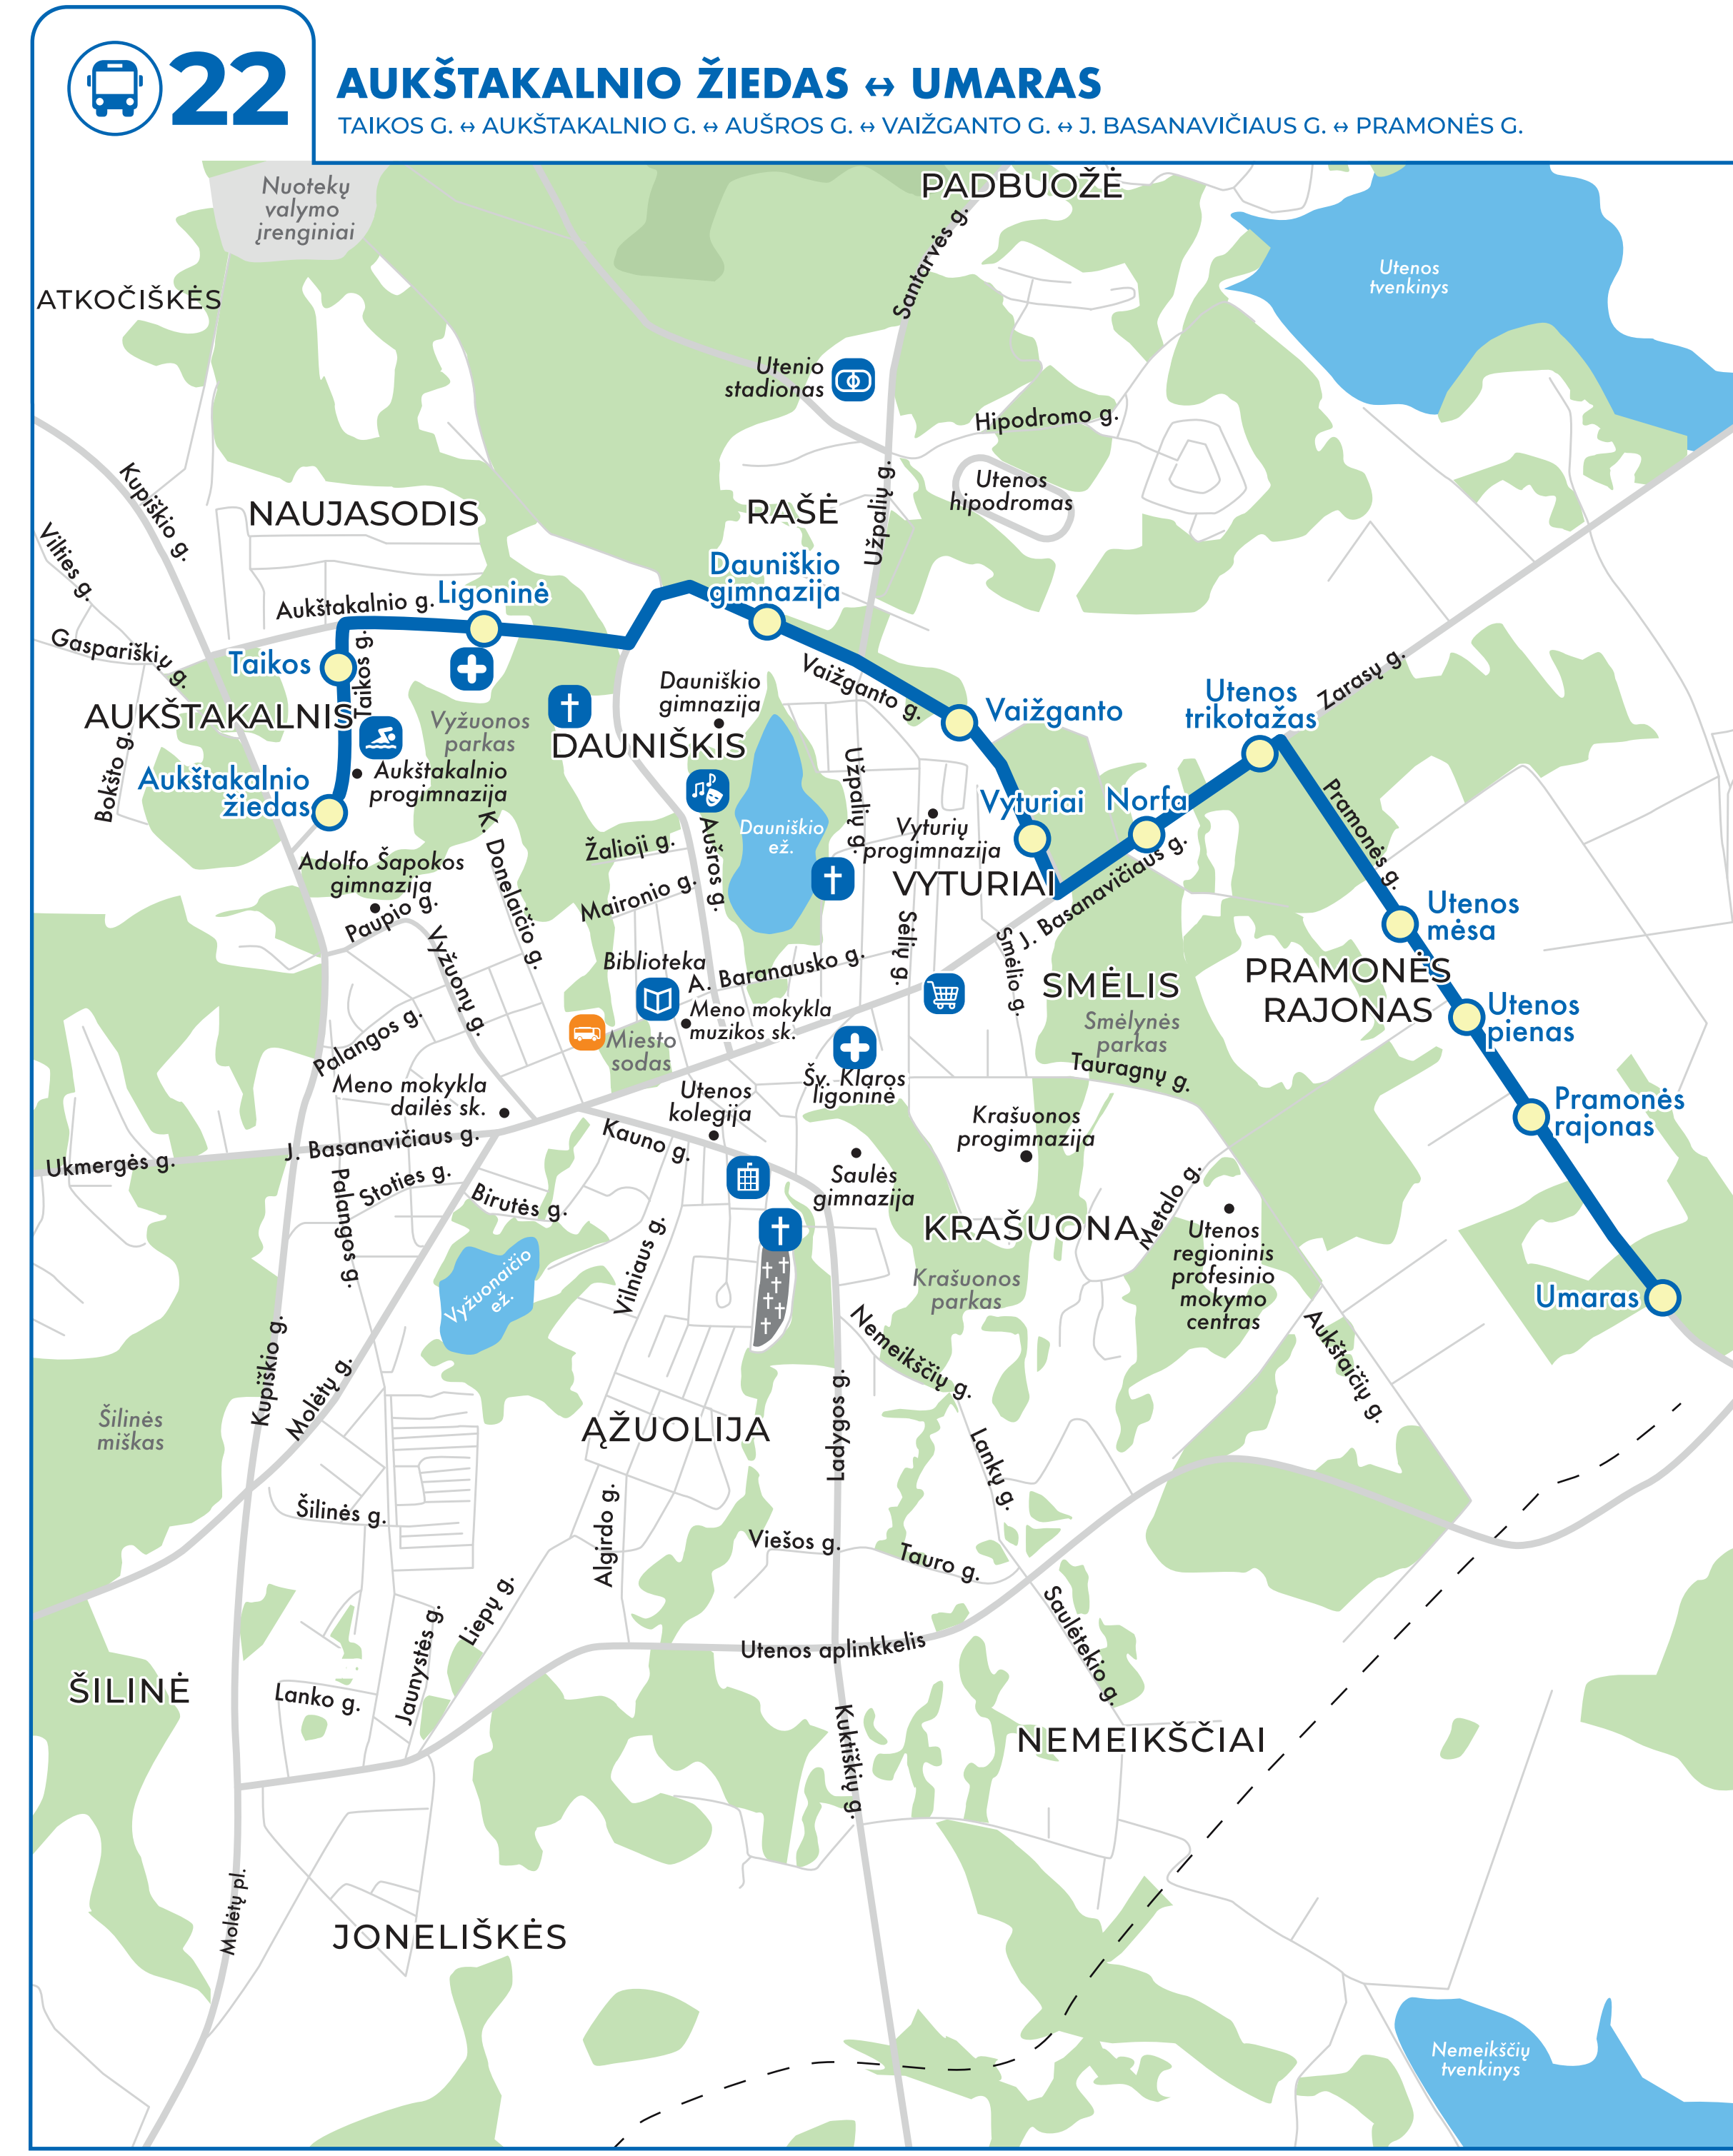 22
AUKŠTAKALNIO ŽIEDAS ↔ UMARAS
TAIKOS G. ↔ AUKŠTAKALNIO G. ↔ AUŠROS G. ↔ VAIŽGANTO G. ↔ J. BASANAVIČIAUS G. ↔ PRAMONĖS G.
PADBUOŽĖ
Nuotekų
valymo
įrenginiai
Santarvės g.
Utenos
tvenkinys
ATKOČIŠKĖS
Utenio
stadionas
Hipodromo g.
Kupiškio g.
Utenos
hipodromas
NAUJASODIS
RAŠĖ
Užpalių g.
Vilties g.
Dauniškio
gimnazija
Aukštakalnio g.
Ligoninė
Gaspariškių g.
Taikos
Taikos g.
Vaižganto g.
Zarasų g.
Dauniškio
gimnazija
Utenos
trikotažas
AUKŠTAKALNIS
Vyžuonos
parkas
Vaižganto
DAUNIŠKIS
Bokšto g.
Aukštakalnio
žiedas
Aukštakalnio
progimnazija
Užpalių g.
Pramonės g.
Vyturiai
Norfa
Dauniškio
ež.
Vyturių
progimnazija
K. Donelaičio g.
Žalioji g.
Aušros g.
Adolfo Šapokos
gimnazija
Maironio g.
VYTURIAI
J. Basanavičiaus g.
Paupio g.
Utenos
mėsa
Vyžuonų g.
Sėlių g.
Smėlio g.
Biblioteka
A. Baranausko g.
SMĖLIS
PRAMONĖS
RAJONAS
Meno mokykla
muzikos sk.
Utenos
pienas
Palangos g.
Miesto
sodas
Smėlynės
parkas
Tauragnų g.
Meno mokykla
dailės sk.
Utenos
kolegija
Šv. Klaros
ligoninė
Krašuonos
progimnazija
Pramonės
rajonas
J. Basanavičiaus g.
Kauno g.
Ukmergės g.
Palangos g.
Stoties g.
Birutės g.
Saulės
gimnazija
Metalo g.
KRAŠUONA
Utenos
regioninis
profesinio
mokymo
centras
Vilniaus g.
Vyžuonaičio
ež.
Krašuonos
parkas
Umaras
Kupiškio g.
Nemeikščių g.
Aukštaičių g.
Molėtų g.
Ladygos g.
Šilinės
miškas
ĄŽUOLIJA
Lankų g.
Šilinės g.
Algirdo g.
Viešos g.
Tauro g.
Liepų g.
Saulėtekio g.
Jaunystės g.
Utenos aplinkkelis
ŠILINĖ
Lanko g.
Kuktiškių g.
NEMEIKŠČIAI
Molėtų pl.
JONELIŠKĖS
Nemeikščių
tvenkinys